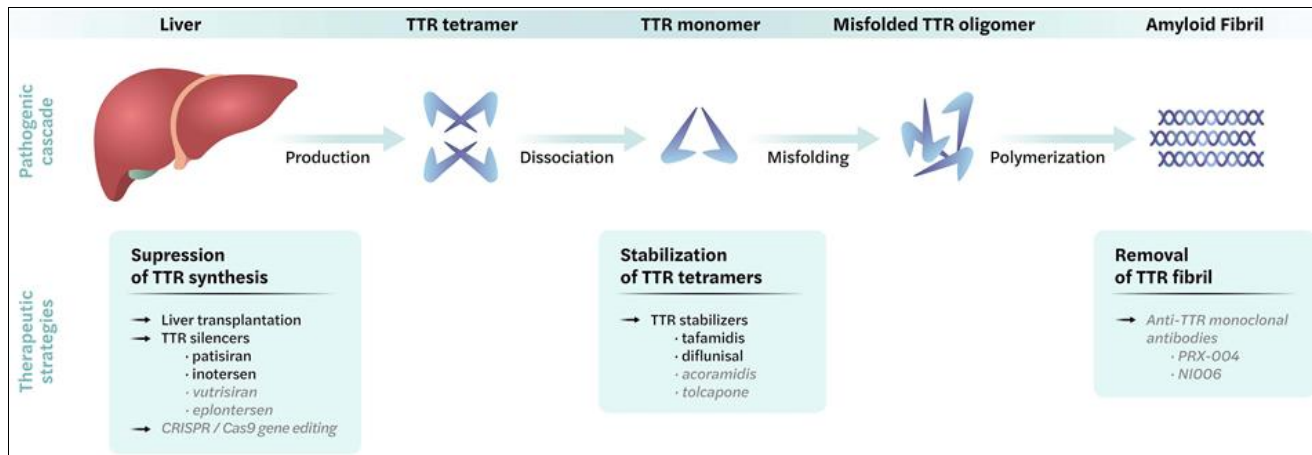 Liver
TTR tetramer
TTR monomer
Misfolded TTR oligomer
Amyloid Fibril
Pathogenic
cascade
Production
Dissociation
Misfolding
Polymerization
Therapeutic
strategies
Supression
of TTR synthesis
→ Liver transplantation
→ TTR silencers
· patisiran
· inotersen
· vutrisiran
· eplontersen
→ CRISPR / Cas9 gene editing
Stabilization
of TTR tetramers
→ TTR stabilizers
· tafamidis
· diflunisal
· acoramidis
· tolcapone
Removal
of TTR fibril
→ Anti-TTR monoclonal
antibodies
· PRX-004
· NI006